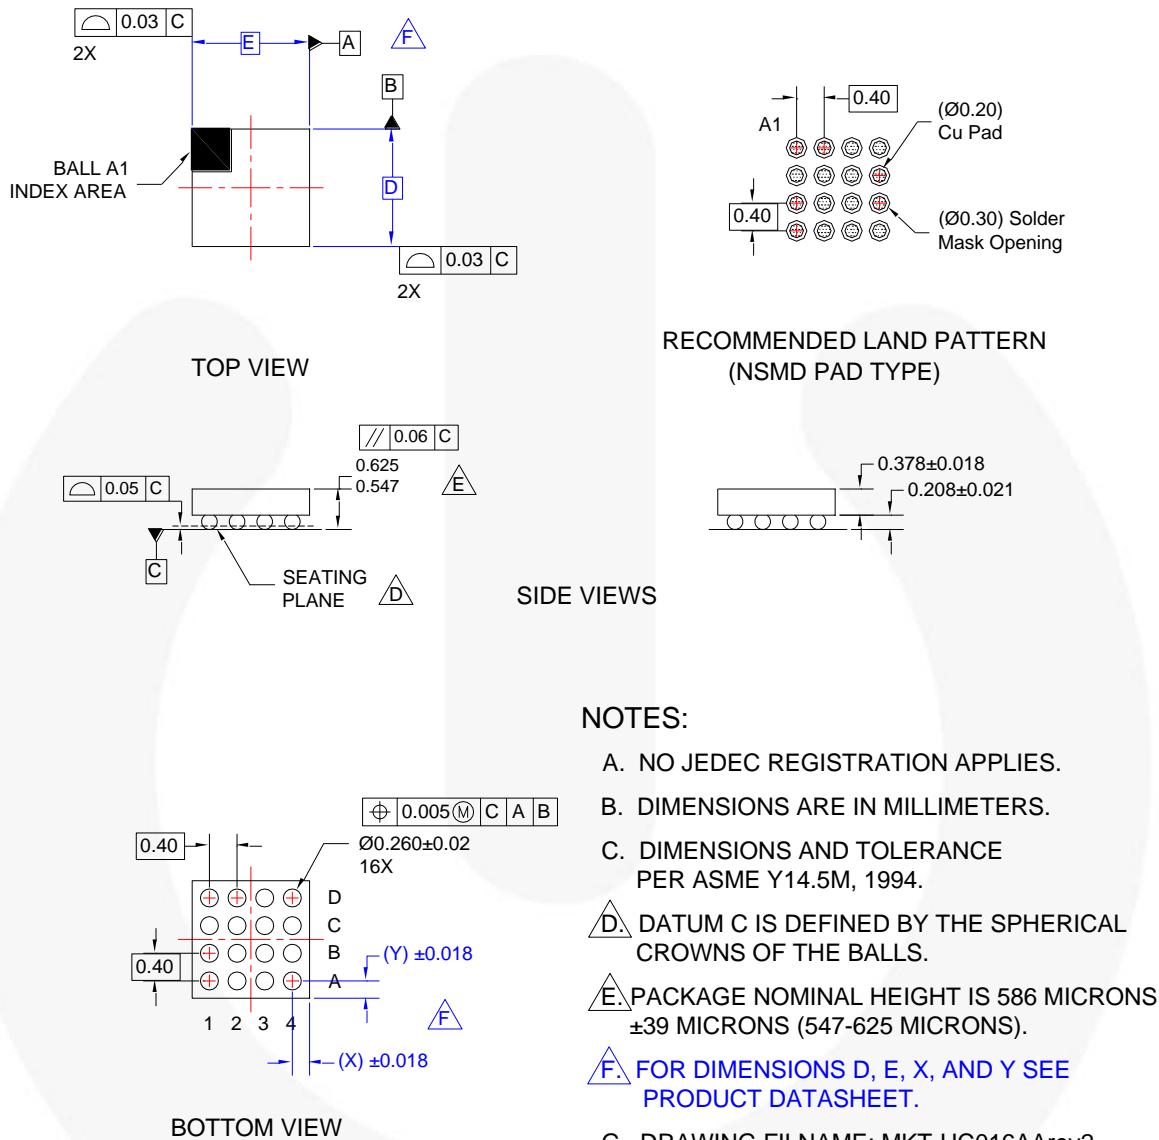 0.03 C
2X
E
A
F
B
BALL A1
INDEX AREA
D
0.03 C
2X
TOP VIEW
0.40
A1
(Ø0.20)
Cu Pad
0.40
(Ø0.30) Solder
Mask Opening
RECOMMENDED LAND PATTERN
(NSMD PAD TYPE)
// 0.06 C
0.625
0.547
E
0.05 C
C
SEATING
PLANE
D
0.378±0.018
0.208±0.021
SIDE VIEWS
0.005 Ⓜ C A B
Ø0.260±0.02
16X
0.40
D
C
B
A
0.40
(Y) ±0.018
1 2 3 4
F
(X) ±0.018
BOTTOM VIEW
NOTES:
A. NO JEDEC REGISTRATION APPLIES.
B. DIMENSIONS ARE IN MILLIMETERS.
C. DIMENSIONS AND TOLERANCE
PER ASME Y14.5M, 1994.
D. DATUM C IS DEFINED BY THE SPHERICAL
CROWNS OF THE BALLS.
E. PACKAGE NOMINAL HEIGHT IS 586 MICRONS
±39 MICRONS (547-625 MICRONS).
F. FOR DIMENSIONS D, E, X, AND Y SEE
PRODUCT DATASHEET.
G. DRAWING FILNAME: